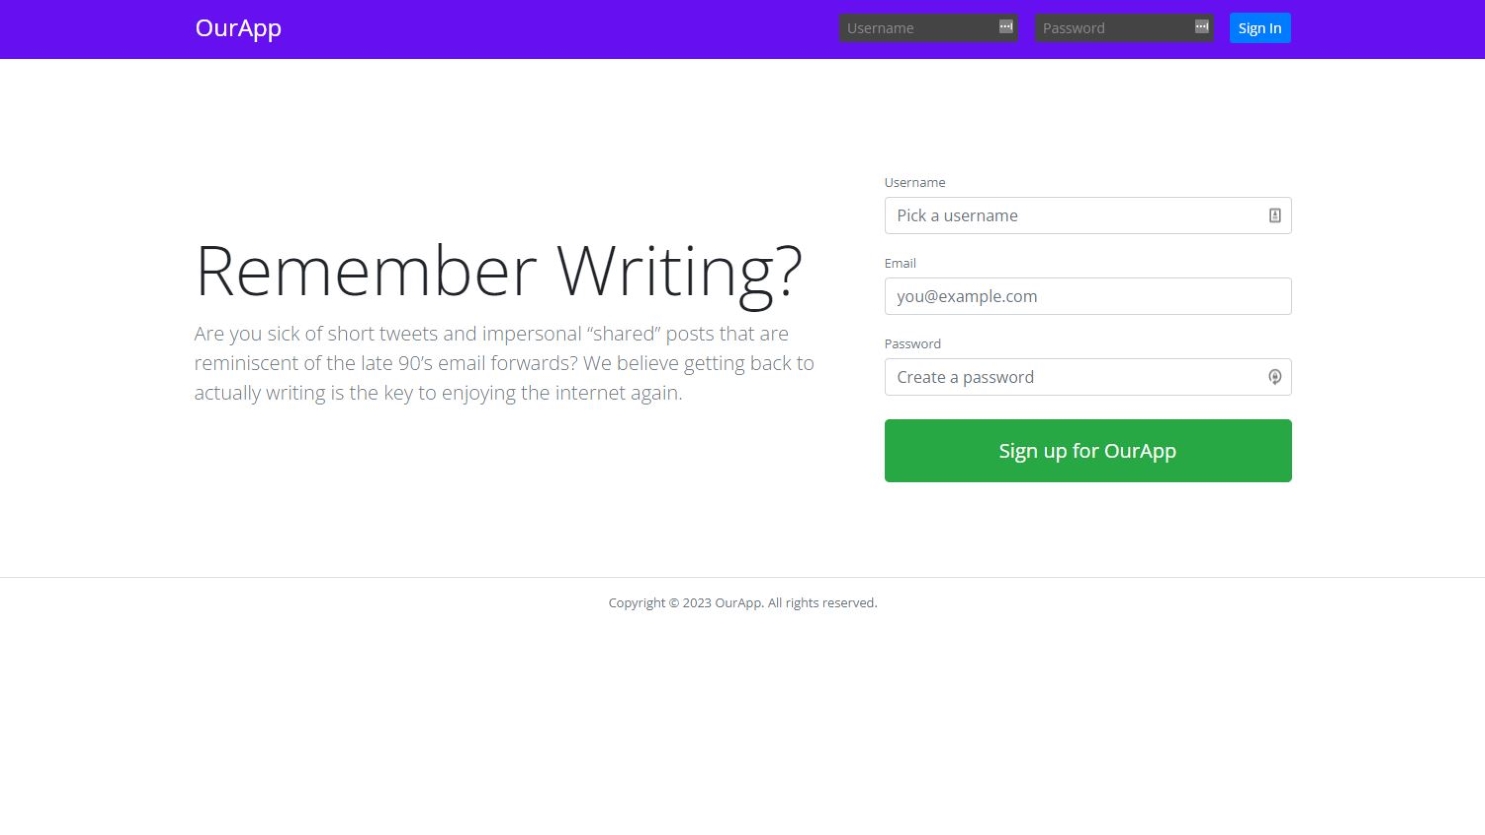 OurApp
Username
Password
Sign In
Remember Writing?
Are you sick of short tweets and impersonal “shared” posts that are
reminiscent of the late 90’s email forwards? We believe getting back to
actually writing is the key to enjoying the internet again.
Username
Pick a username
Email
you@example.com
Password
Create a password
Sign up for OurApp
Copyright © 2023 OurApp. All rights reserved.